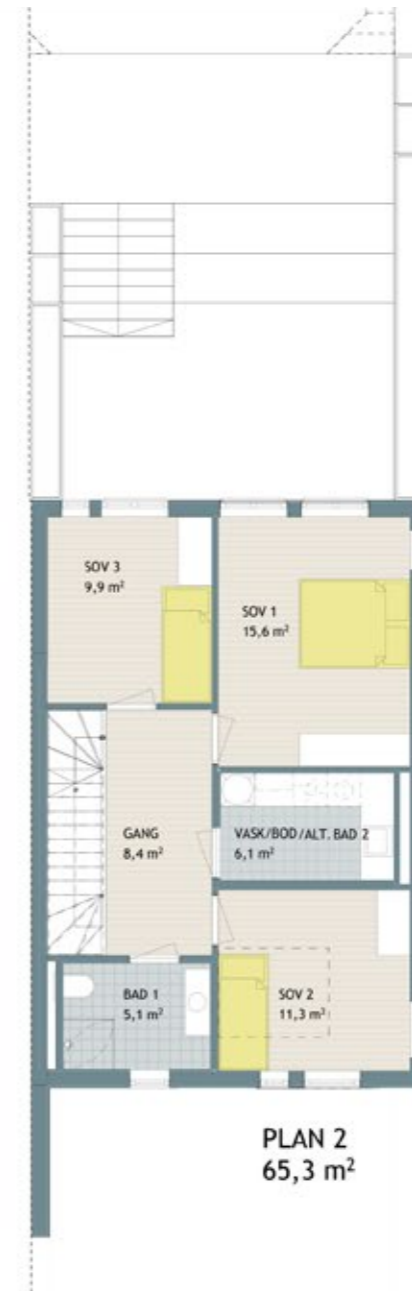 SOV 3
9,9 m²
SOV 1
15,6 m²
GANG
8,4 m²
VASK/BOD/ALT. BAD 2
6,1 m²
BAD 1
5,1 m²
SOV 2
11,3 m²
PLAN 2
65,3 m²